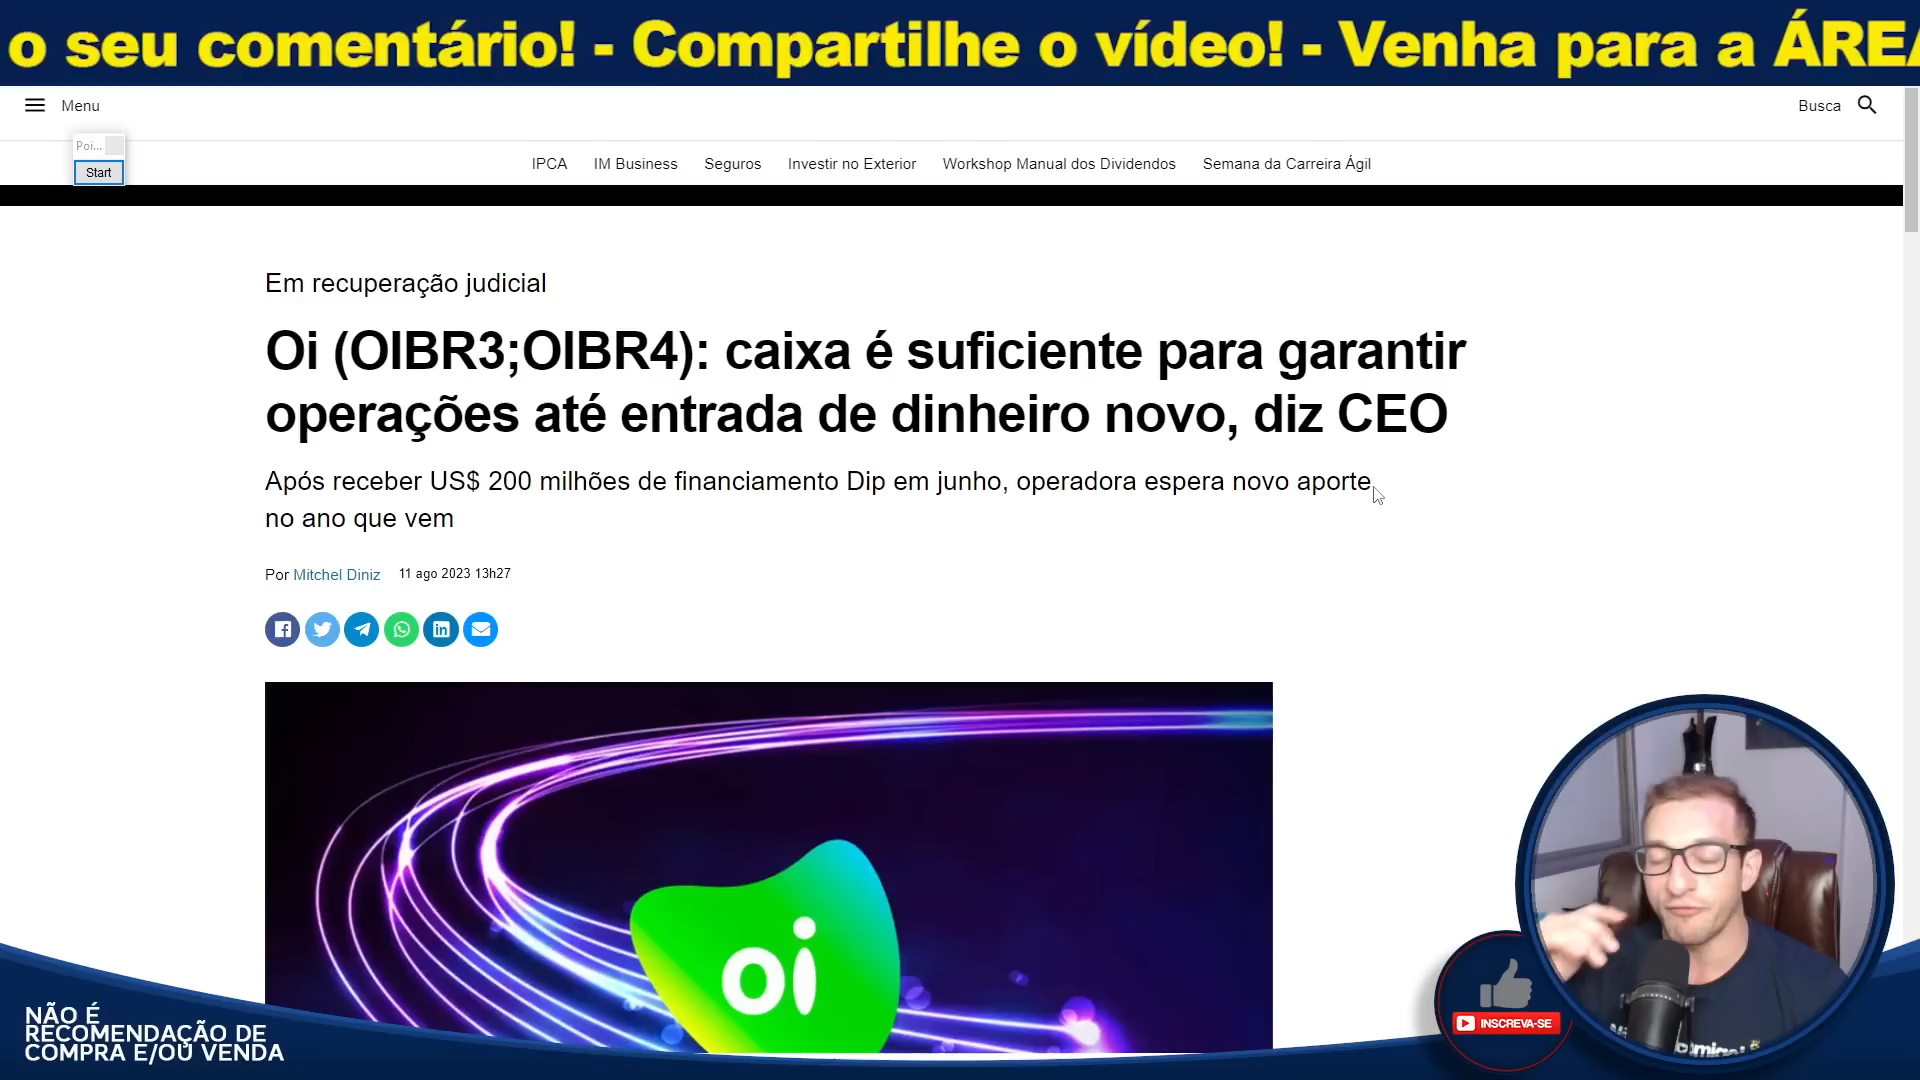 o seu comentário! - Compartilhe o vídeo! - Venha para a ÁREA
Menu
Busca
Poi...
Start
IPCA
IM Business
Seguros
Investir no Exterior
Workshop Manual dos Dividendos
Semana da Carreira Ágil
Em recuperação judicial
Oi (OIBR3;OIBR4): caixa é suficiente para garantir
operações até entrada de dinheiro novo, diz CEO
Após receber US$ 200 milhões de financiamento Dip em junho, operadora espera novo aporte
no ano que vem
Por Mitchel Diniz 11 ago 2023 13h27
oi
NÃO É
RECOMENDAÇÃO DE
COMPRA E/OU VENDA
INSCREVA-SE